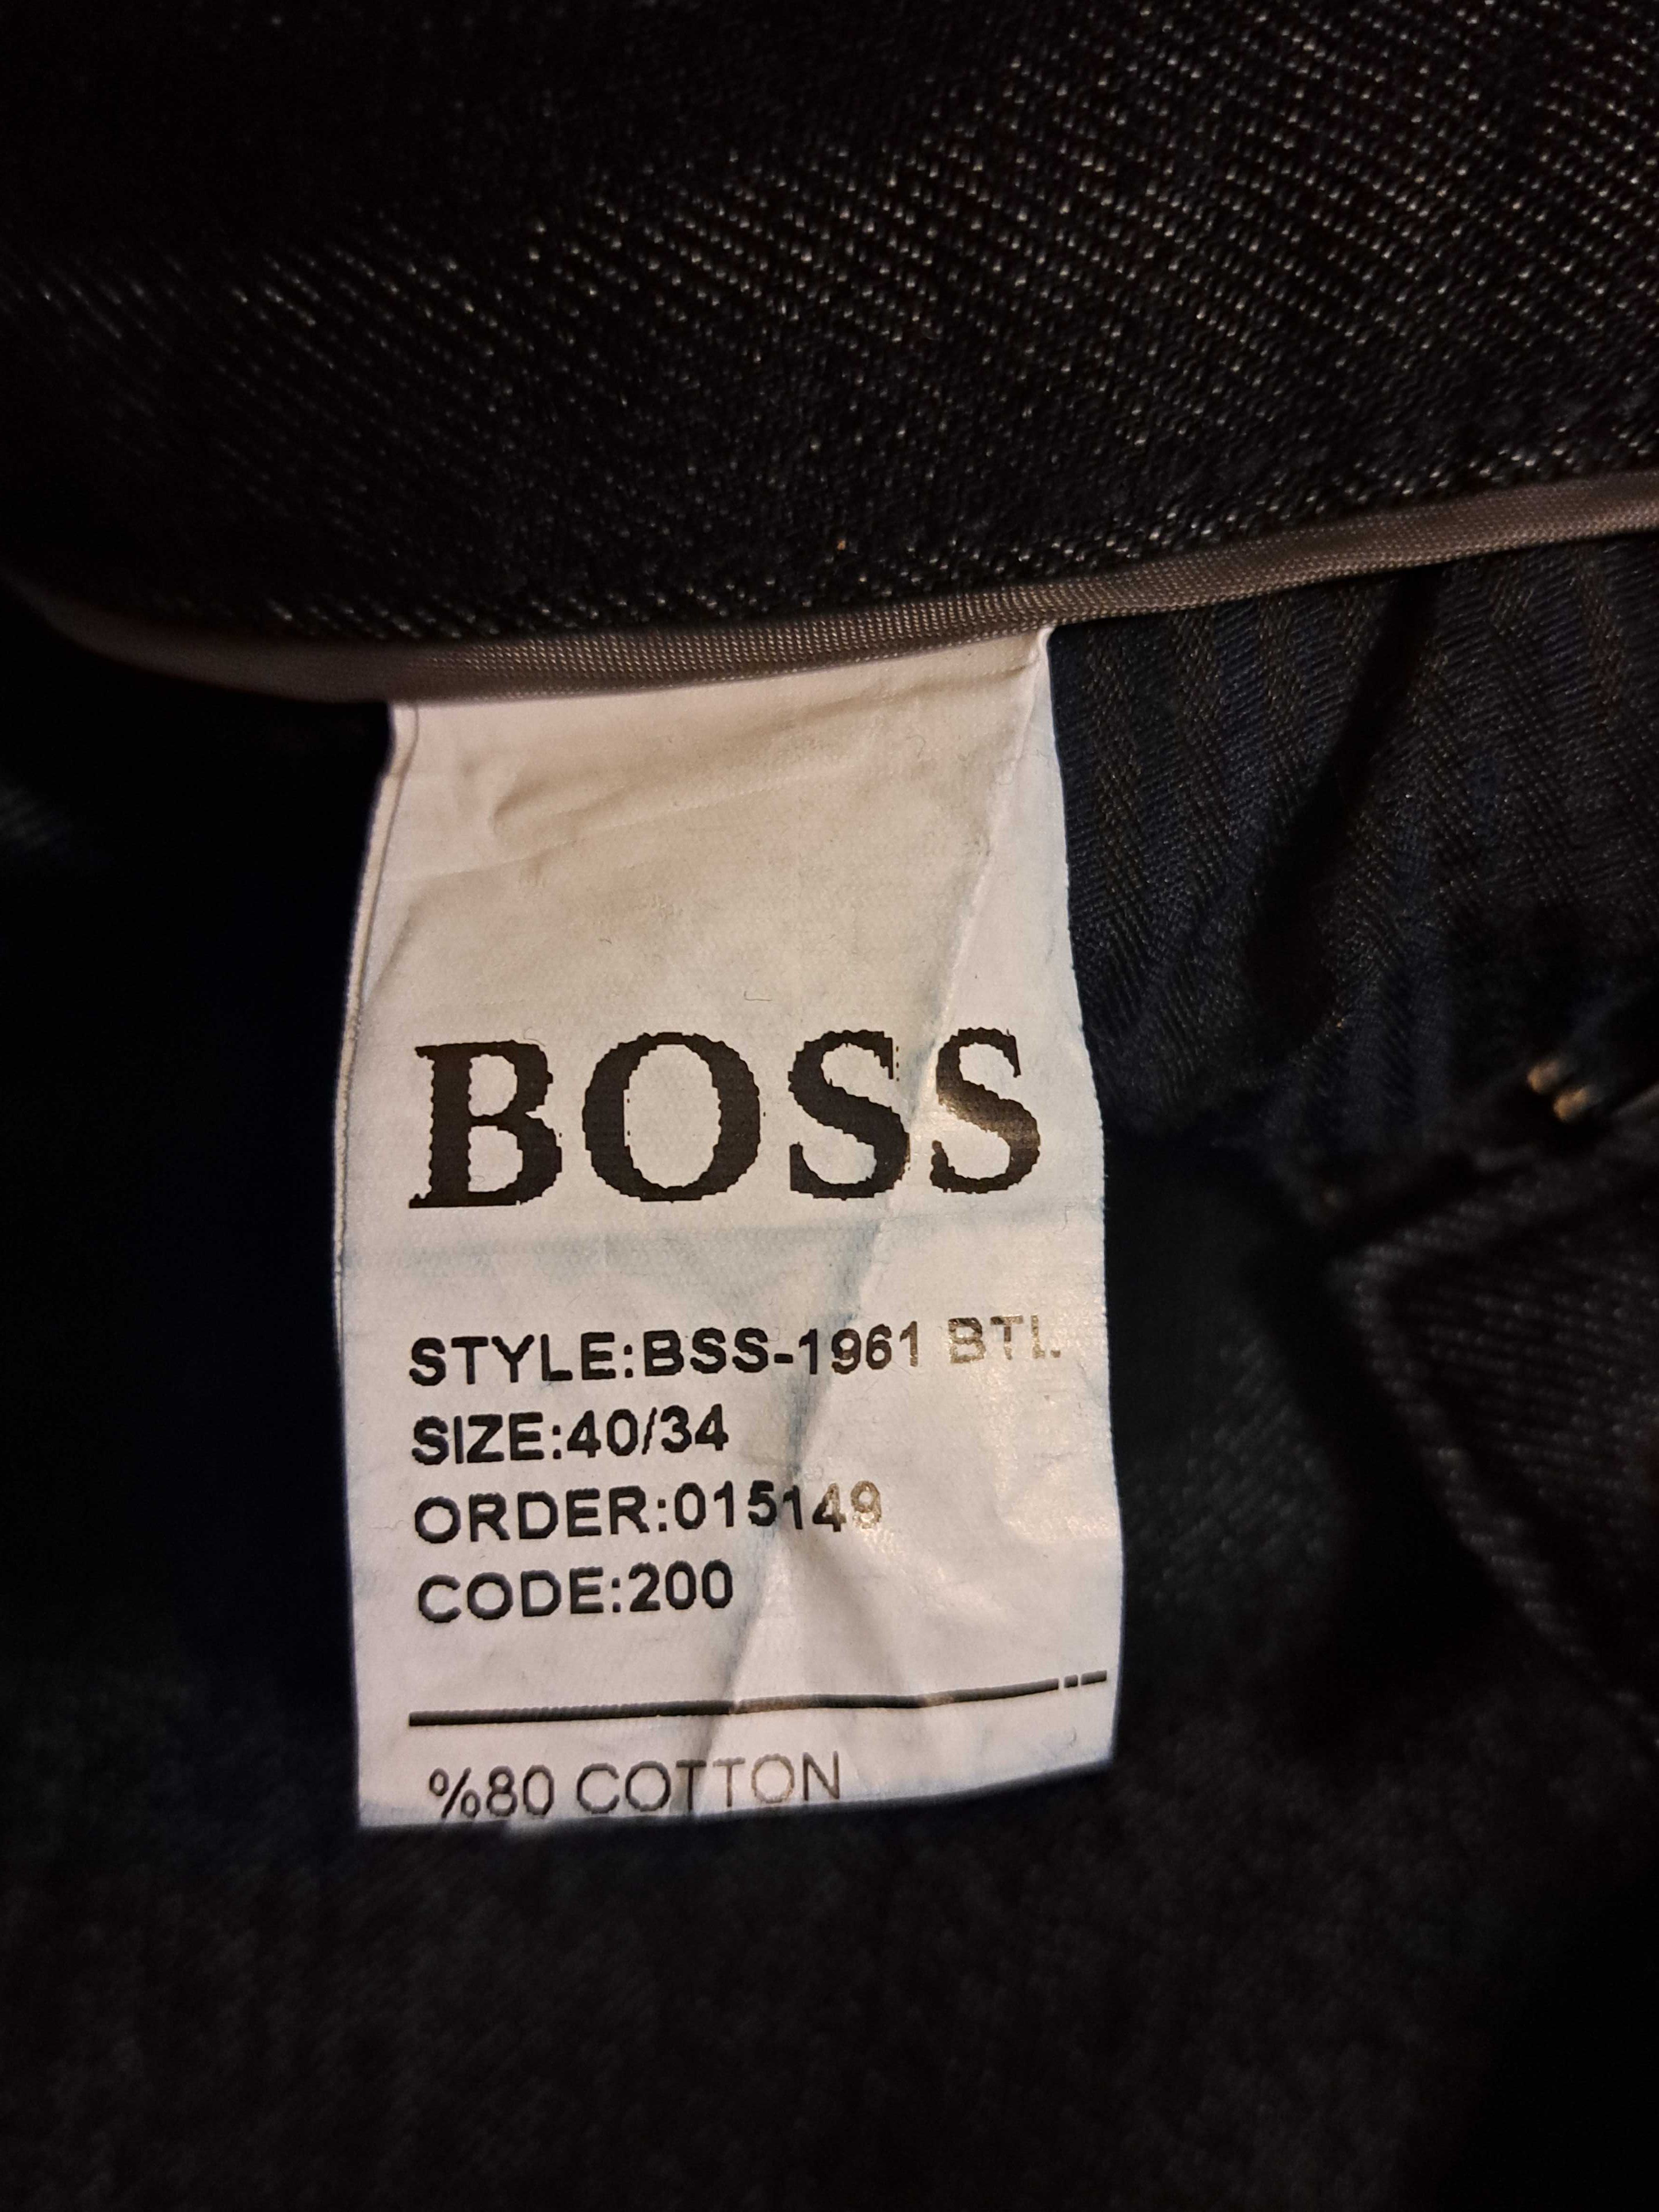 BOSS
STYLE:BSS-1961 BTL
SIZE:40/34
ORDER:015149
CODE:200
%80 COTTON